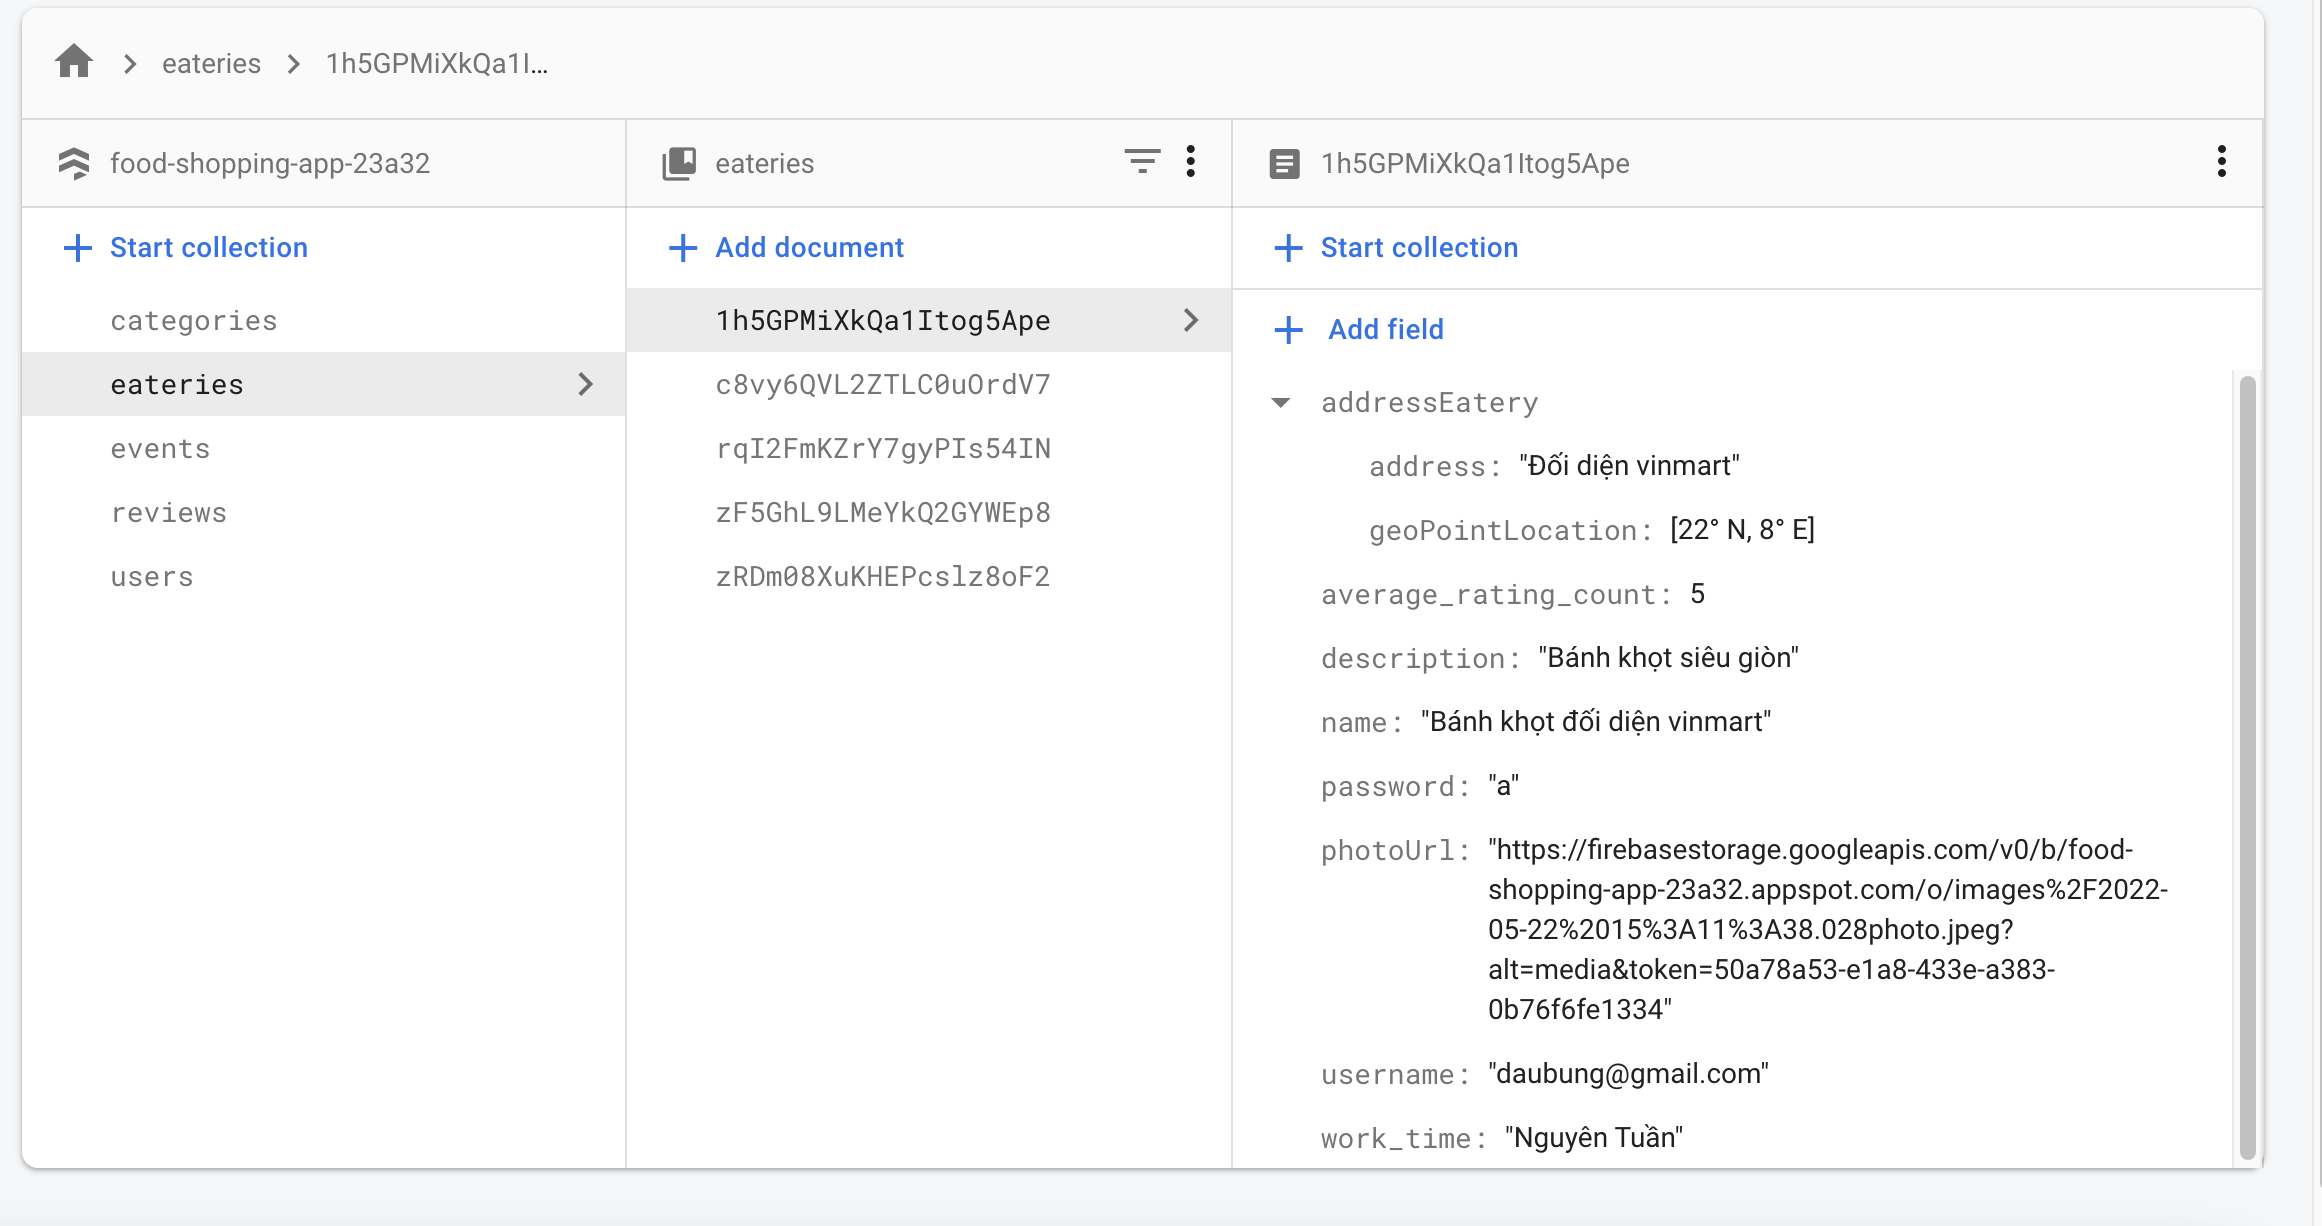 eateries
1h5GPMiXkQa1I...
food-shopping-app-23a32
Start collection
categories
eateries
events
reviews
users
eateries
Add document
1h5GPMiXkQa1Itog5Ape
c8vy6QVL2ZTLC0uOrdV7
rqI2FmKZrY7gyPIs54IN
zF5GhL9LMeYkQ2GYWEp8
zRDm08XuKHEPcslz8oF2
1h5GPMiXkQa1Itog5Ape
Start collection
Add field
addressEatery
address: "Đối diện vinmart"
geoPointLocation: [22° N, 8° E]
average_rating_count: 5
description: "Bánh khọt siêu giòn"
name: "Bánh khọt đối diện vinmart"
password: "a"
photoUrl: "https://firebasestorage.googleapis.com/v0/b/food-
shopping-app-23a32.appspot.com/o/images%2F2022-
05-22%2015%3A11%3A38.028photo.jpeg?
alt=media&token=50a78a53-e1a8-433e-a383-
0b76f6fe1334"
username: "daubung@gmail.com"
work_time: "Nguyên Tuần"